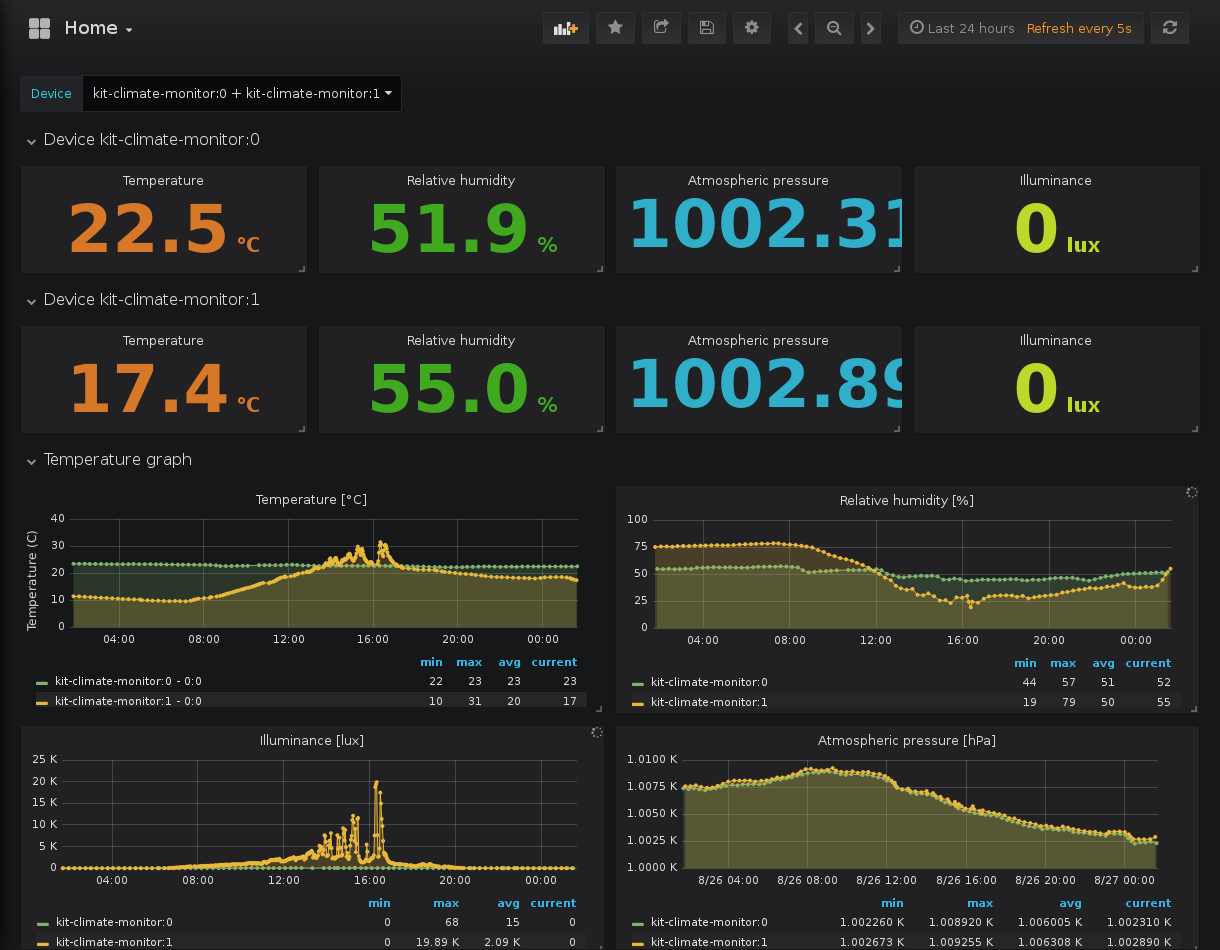 Home
Last 24 hours Refresh every 5s
Device kit-climate-monitor:0 + kit-climate-monitor:1
Device kit-climate-monitor:0
Temperature Relative humidity Atmospheric pressure Illuminance
22.5 °C 51.9 % 1002.31 0 lux
Device kit-climate-monitor:1
Temperature Relative humidity Atmospheric pressure Illuminance
17.4 °C 55.0 % 1002.89 0 lux
Temperature graph
Temperature [°C]
Temperature (C)
40
30
20
10
0
04:00 08:00 12:00 16:00 20:00 00:00
min max avg current
kit-climate-monitor:0 - 0:0 22 23 23 23
kit-climate-monitor:1 - 0:0 10 31 20 17
Relative humidity [%]
100
75
50
25
0
04:00 08:00 12:00 16:00 20:00 00:00
min max avg current
kit-climate-monitor:0 44 57 51 52
kit-climate-monitor:1 19 79 50 55
Illuminance [lux]
25 K
20 K
15 K
10 K
5 K
0
04:00 08:00 12:00 16:00 20:00 00:00
min max avg current
kit-climate-monitor:0 0 68 15 0
kit-climate-monitor:1 0 19.89 K 2.09 K 0
Atmospheric pressure [hPa]
1.0100 K
1.0075 K
1.0050 K
1.0025 K
1.0000 K
8/26 04:00 8/26 08:00 8/26 12:00 8/26 16:00 8/26 20:00 8/27 00:00
min max avg current
kit-climate-monitor:0 1.002260 K 1.008920 K 1.006005 K 1.002310 K
kit-climate-monitor:1 1.002673 K 1.009255 K 1.006308 K 1.002890 K